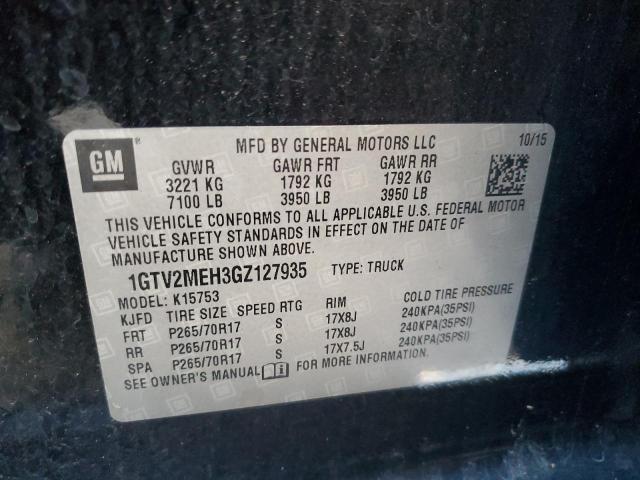 GM
MFD BY GENERAL MOTORS LLC 10/15
GVWR GAWR FRT GAWR RR
3221 KG 1792 KG 1792 KG
7100 LB 3950 LB 3950 LB
THIS VEHICLE CONFORMS TO ALL APPLICABLE U.S. FEDERAL MOTOR
VEHICLE SAFETY STANDARDS IN EFFECT ON THE DATE OF
MANUFACTURE SHOWN ABOVE.
1GTV2MEH3GZ127935 TYPE: TRUCK
MODEL: K15753
KJFD TIRE SIZE SPEED RTG RIM COLD TIRE PRESSURE
FRT P265/70R17 S 17X8J 240KPA(35PSI)
RR P265/70R17 S 17X8J 240KPA(35PSI)
SPA P265/70R17 S 17X7.5J 240KPA(35PSI)
SEE OWNER'S MANUAL FOR MORE INFORMATION.